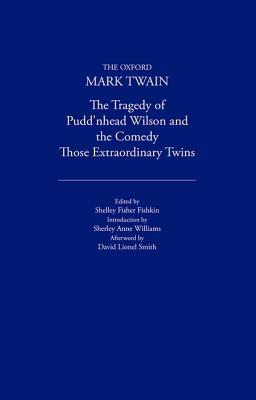 THE OXFORD
MARK TWAIN
The Tragedy of
Pudd'nhead Wilson and
the Comedy
Those Extraordinary Twins
Edited by
Shelley Fisher Fishkin
Introduction by
Sherley Anne Williams
Afterword by
David Lionel Smith